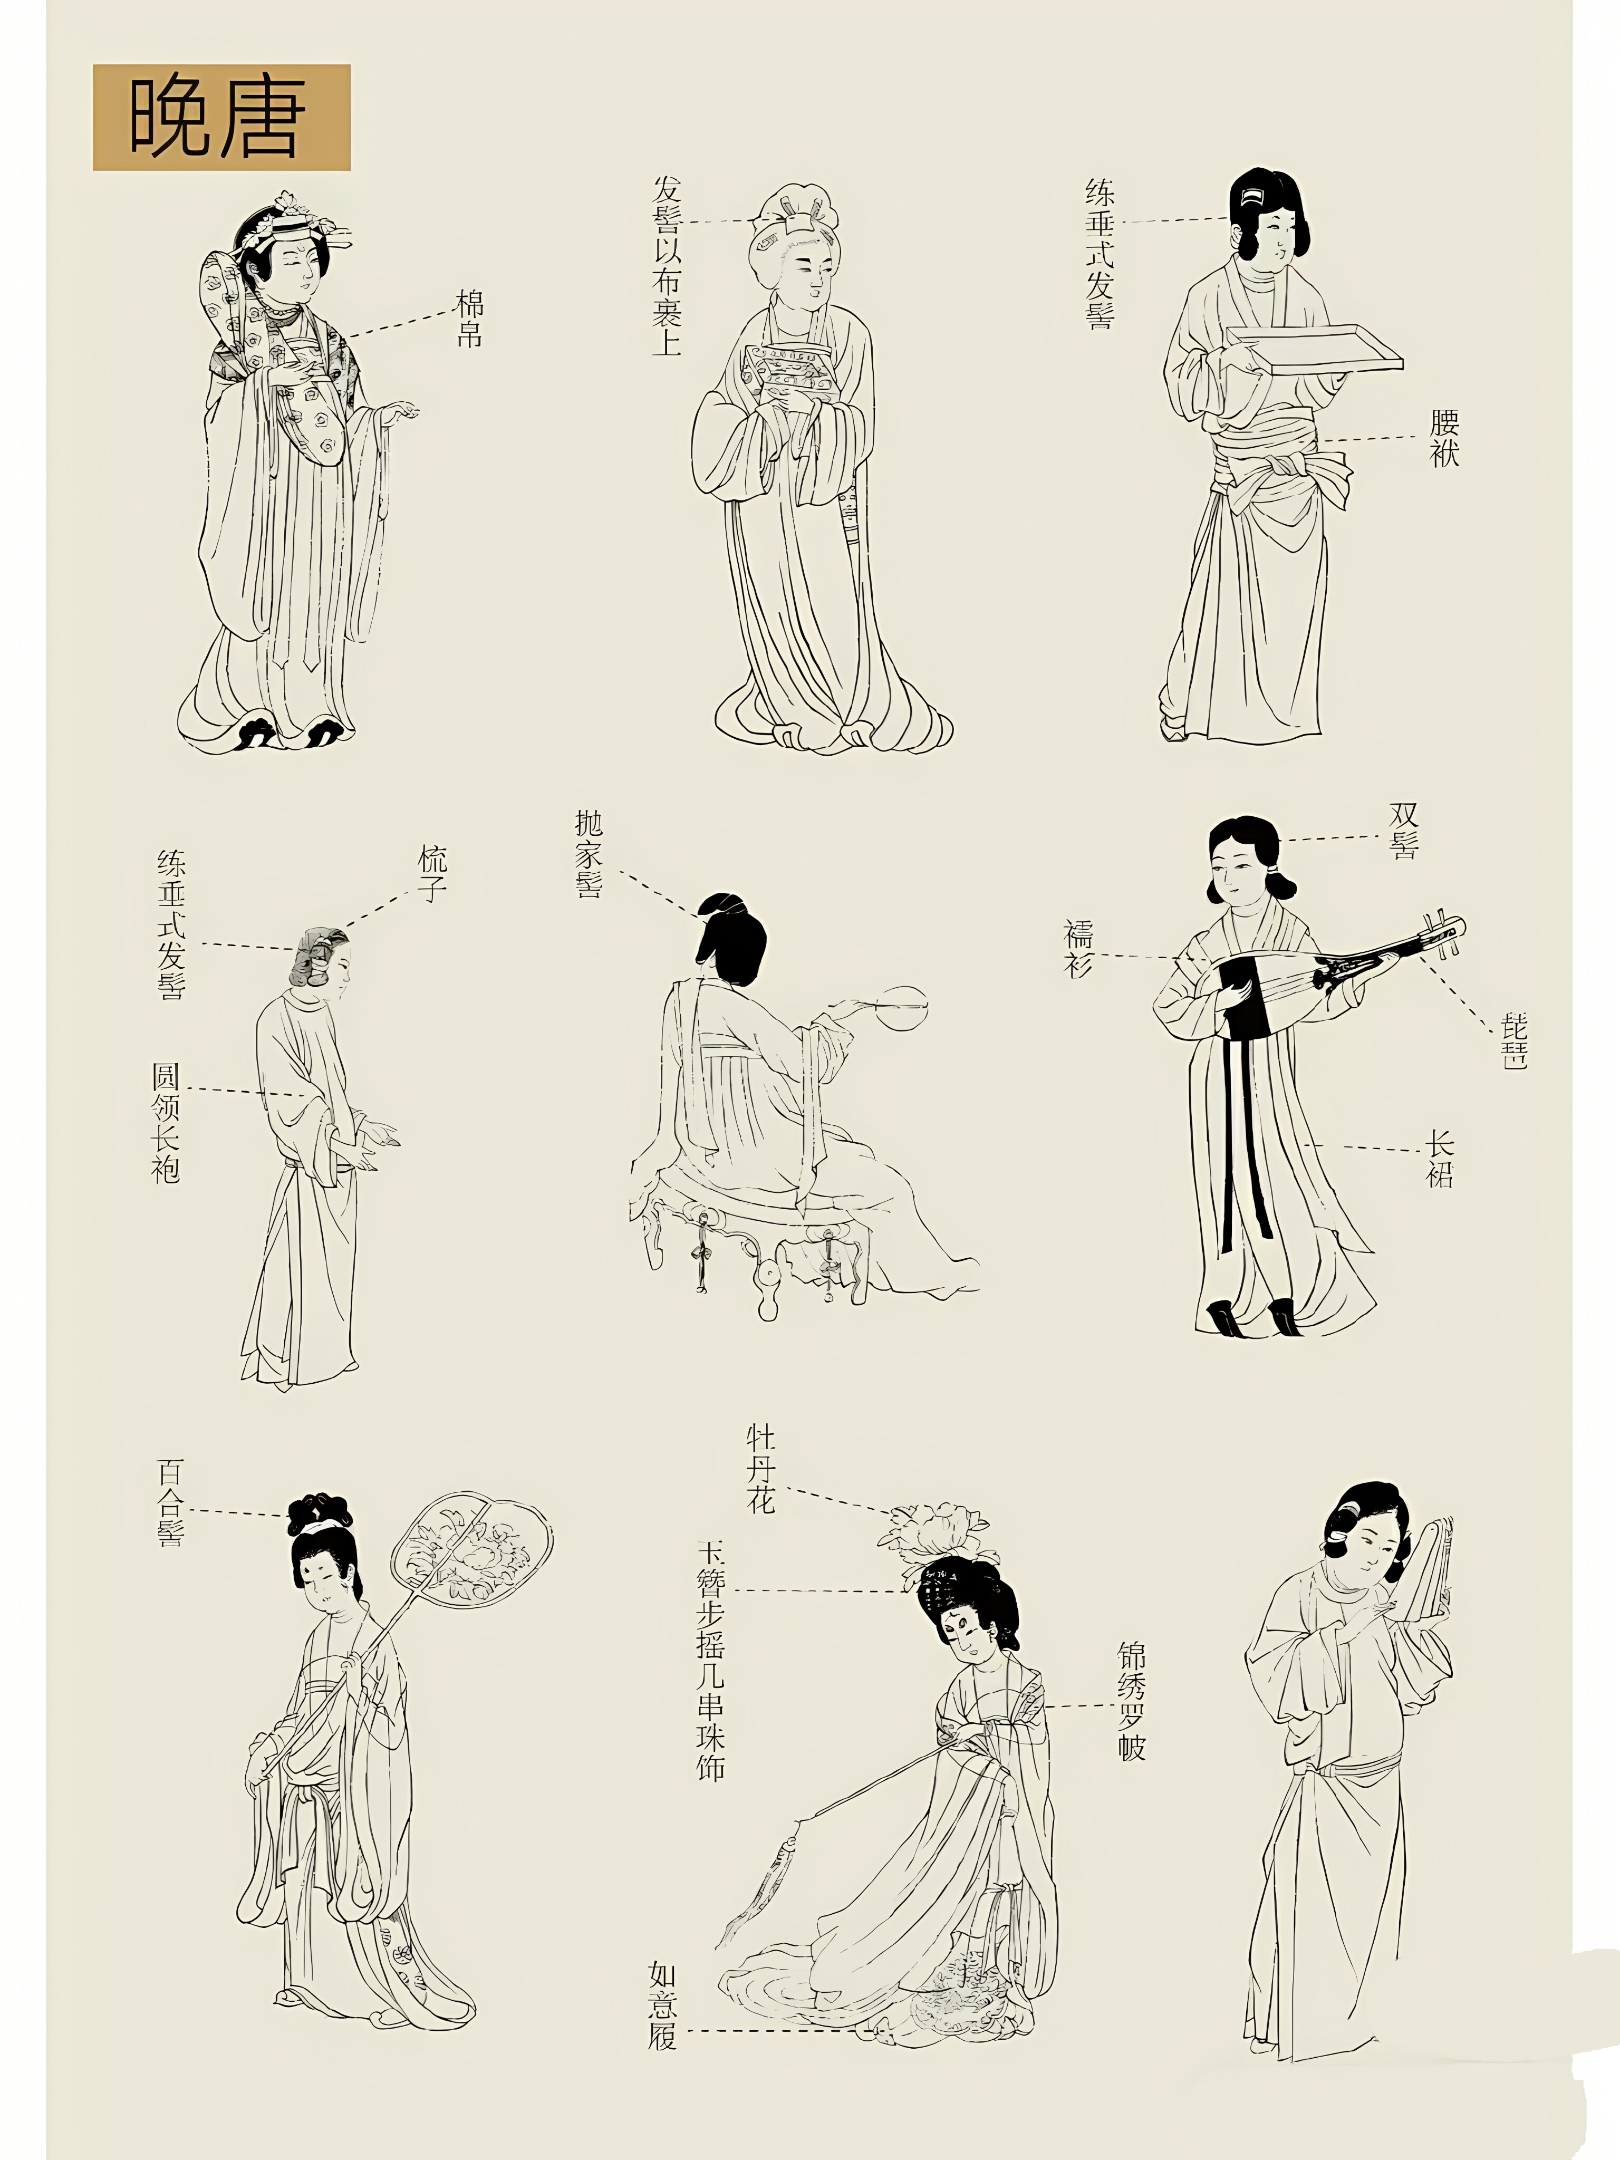 晚唐
棉帛
发髻以布裹上
练垂式发髻
腰袱
练垂式发髻
梳子
圆领长袍
抛家髻
双髻
襦衫
琵琶
长裙
百合髻
牡丹花
玉簪步摇几串珠饰
锦绣罗帔
如意履